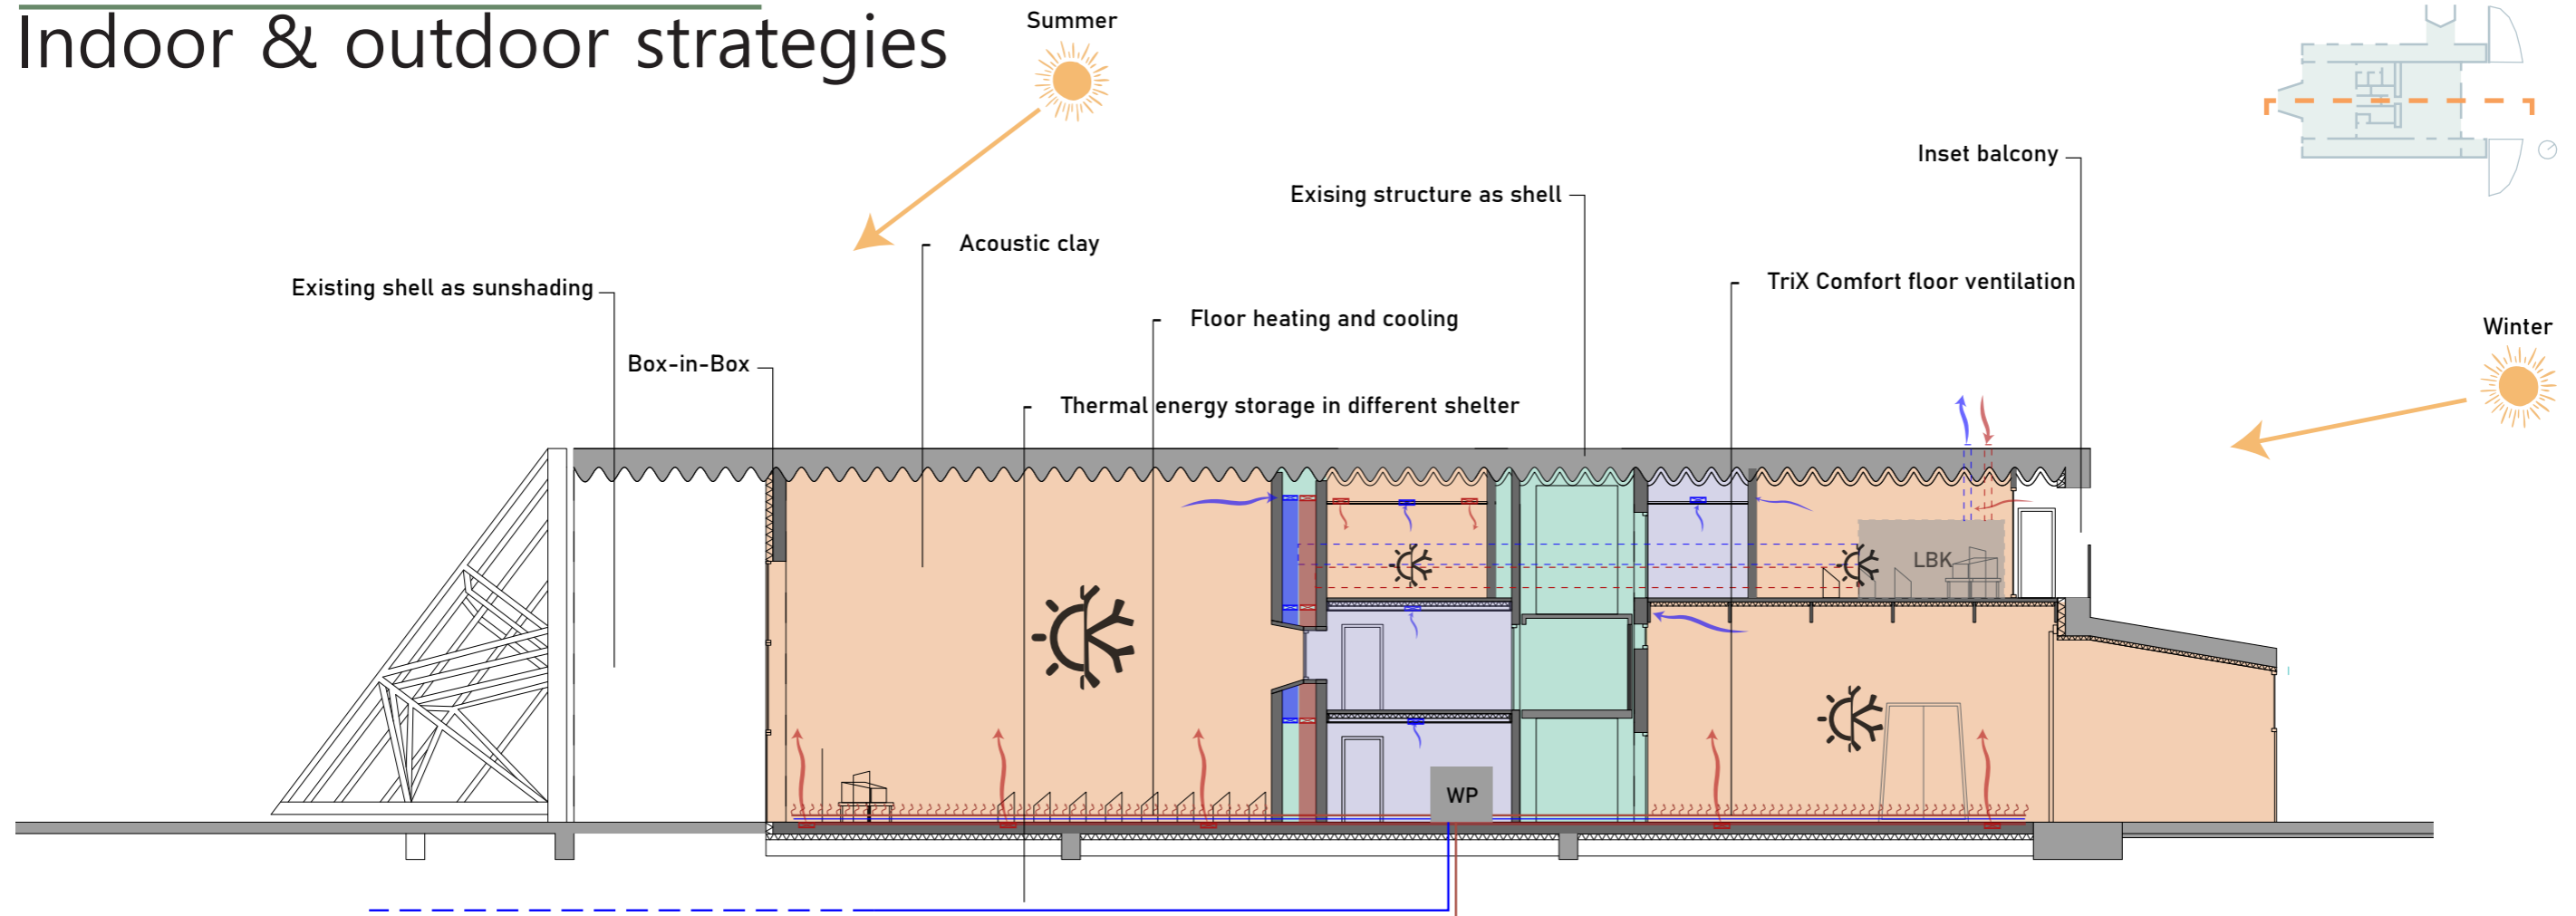 Indoor & outdoor strategies
Summer
Inset balcony
Exising structure as shell
Acoustic clay
TriX Comfort floor ventilation
Existing shell as sunshading
Floor heating and cooling
Winter
Box-in-Box
Thermal energy storage in different shelter
LBK
WP